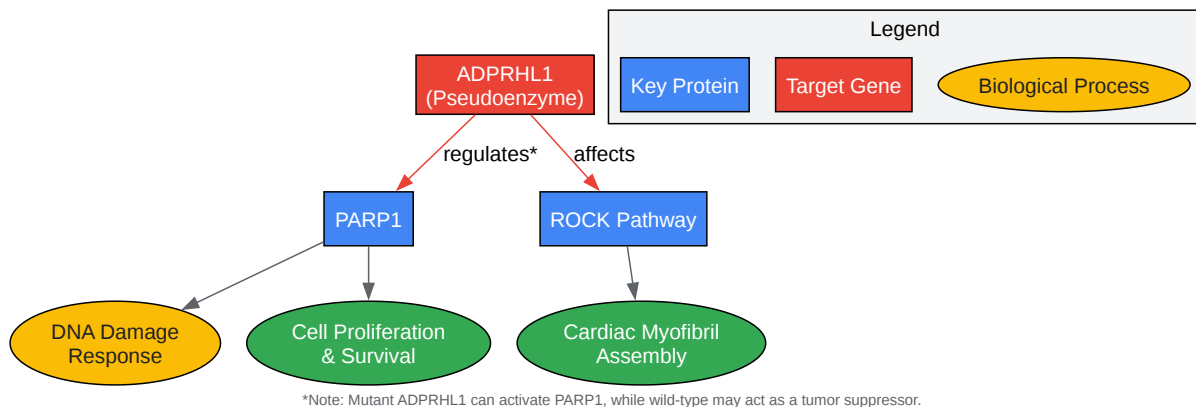 Legend
ADPRHL1
(Pseudoenzyme)
Key Protein
Target Gene
Biological Process
regulates*
affects
PARP1
ROCK Pathway
DNA Damage
Response
Cell Proliferation
& Survival
Cardiac Myofibril
Assembly
*Note: Mutant ADPRHL1 can activate PARP1, while wild-type may act as a tumor suppressor.